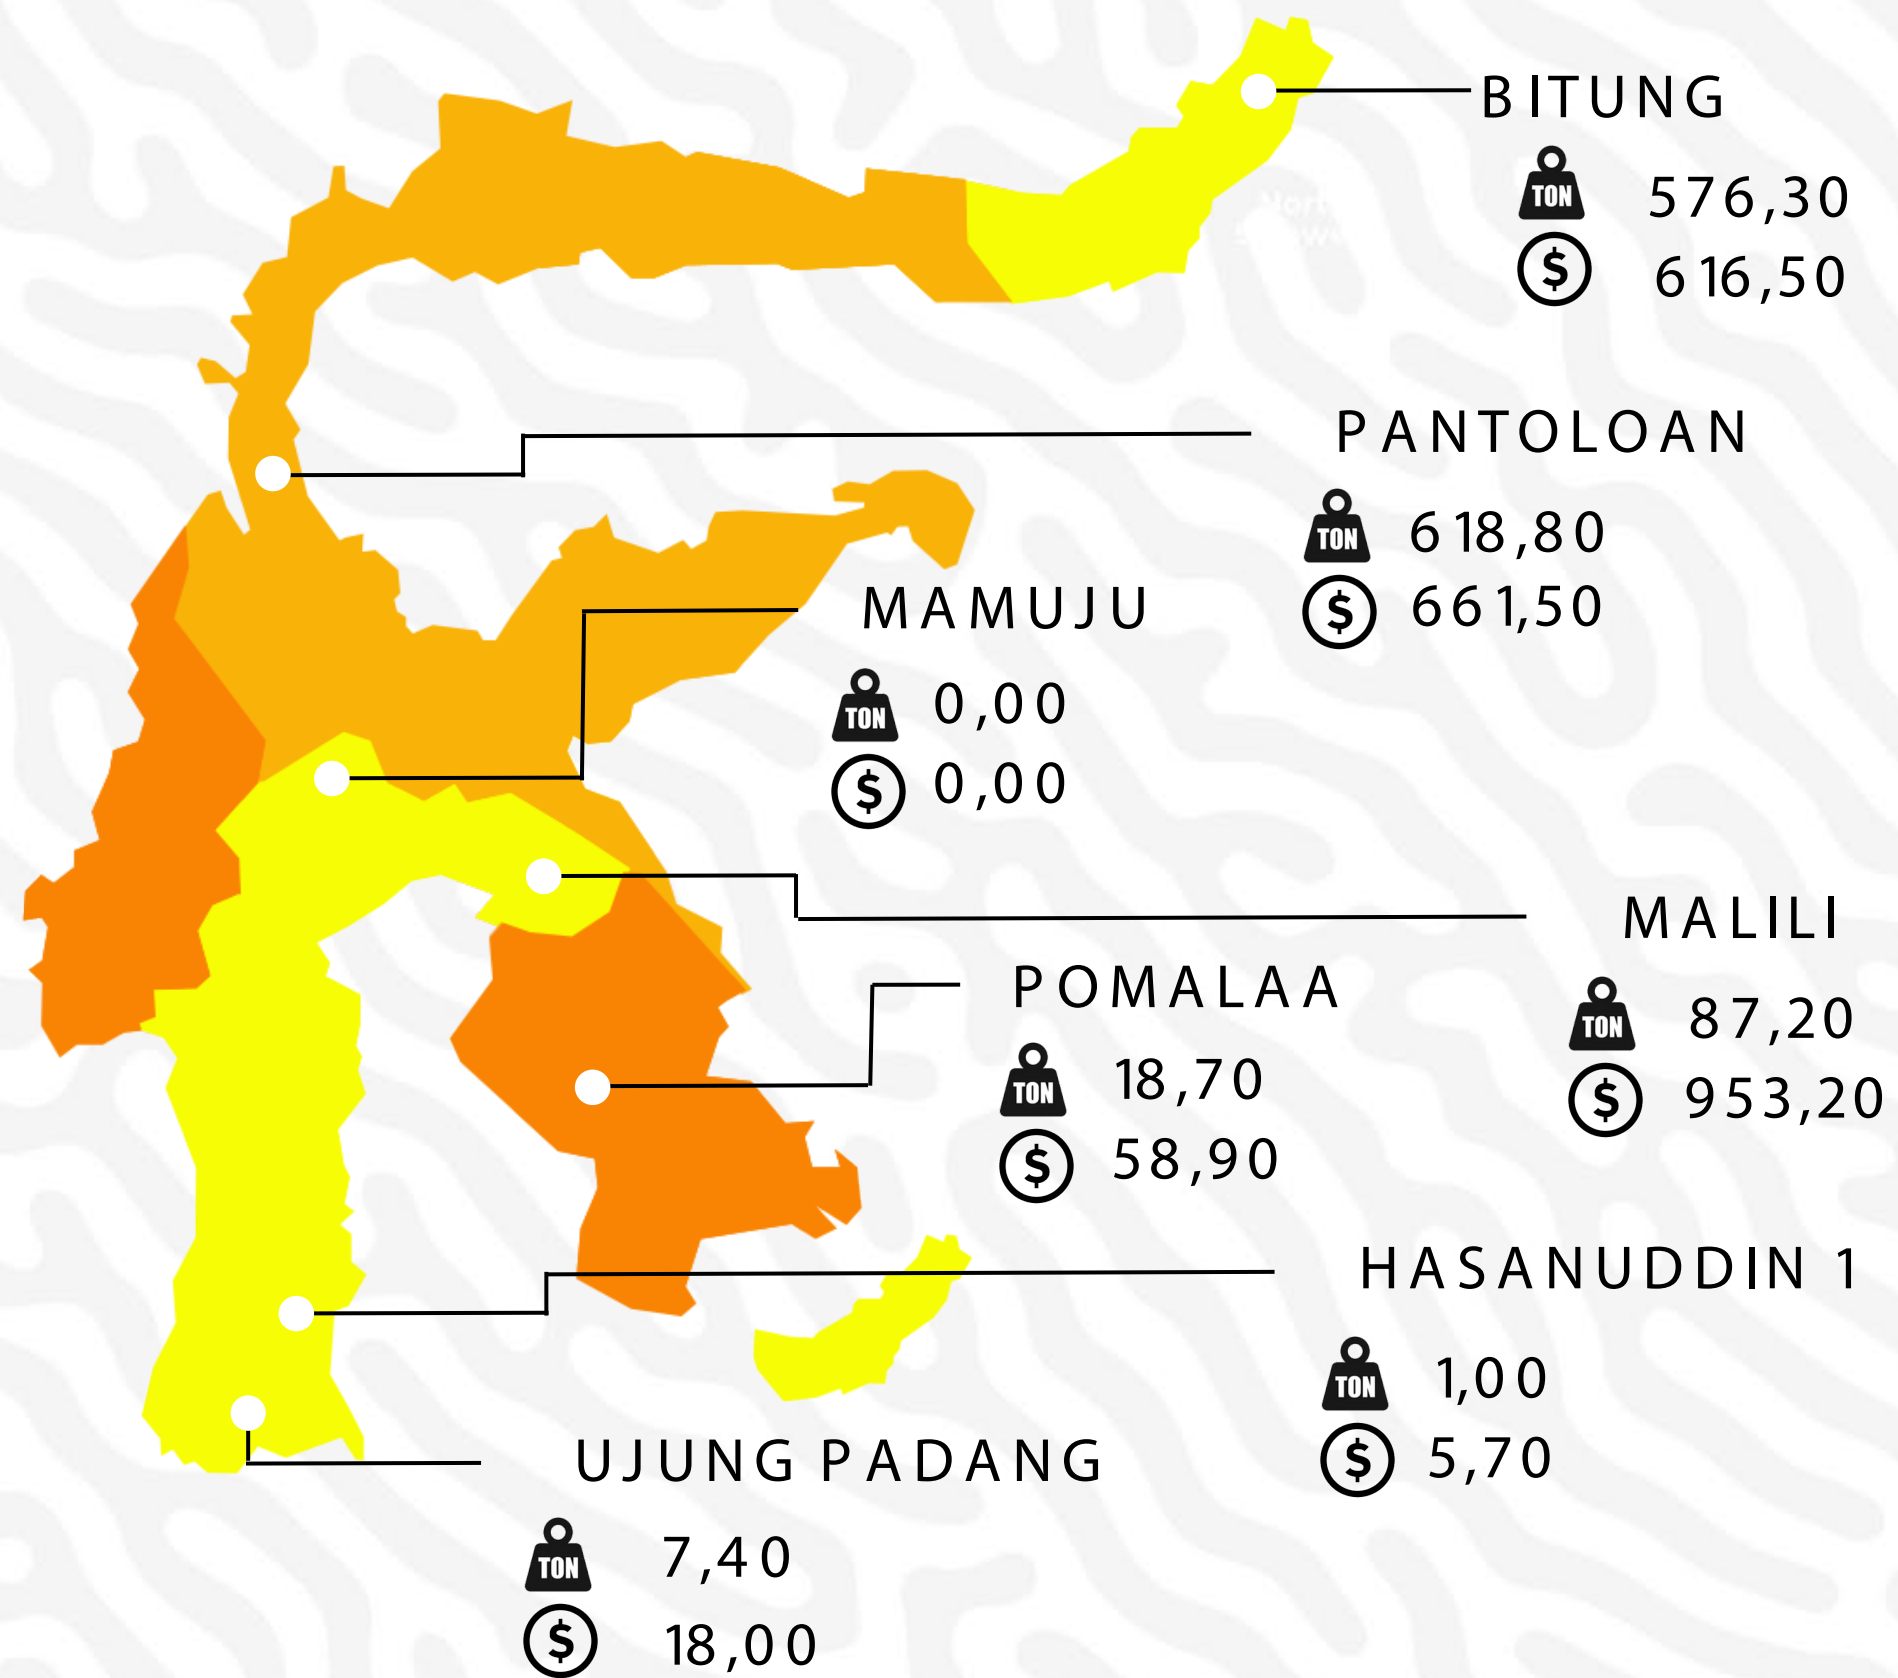 BITUNG
TON 576,30
$ 616,50
PANTOLOAN
TON 618,80
$ 661,50
MAMUJU
TON 0,00
$ 0,00
MALILI
TON 87,20
$ 953,20
POMALAA
TON 18,70
$ 58,90
HASANUDDIN 1
TON 1,00
$ 5,70
UJUNG PADANG
TON 7,40
$ 18,00